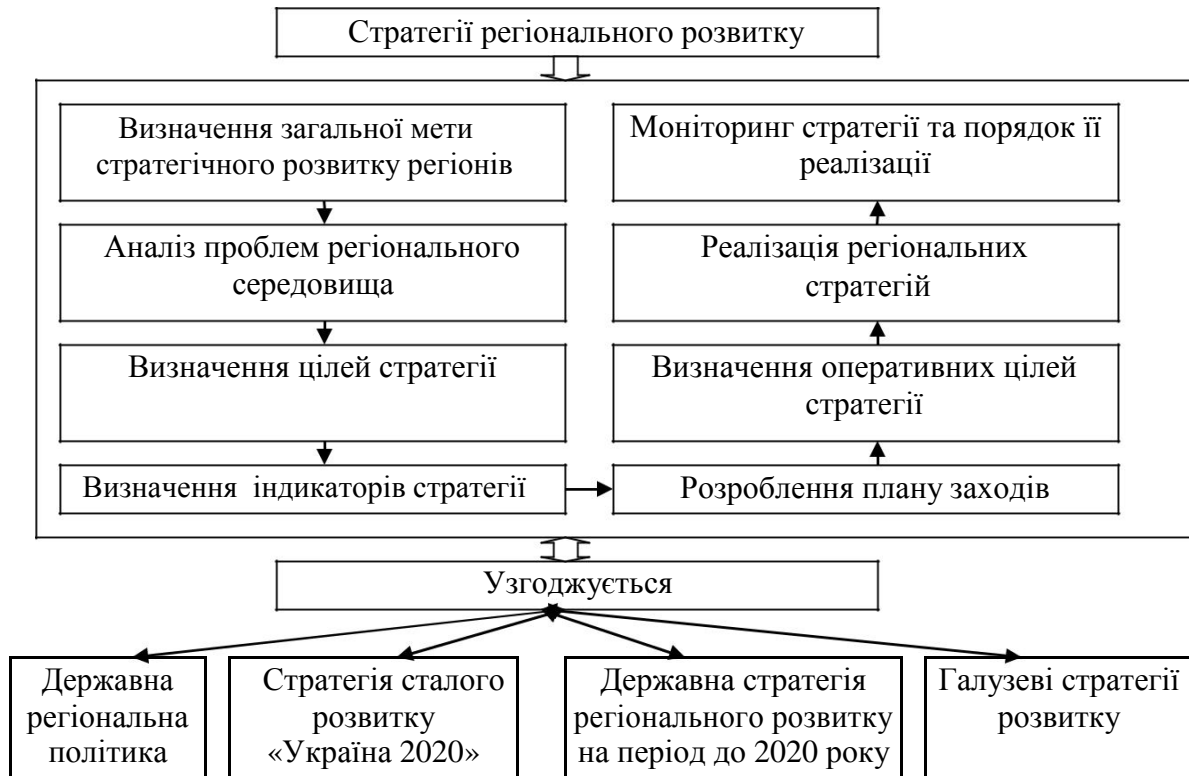 Стратегії регіонального розвитку
Визначення загальної мети
стратегічного розвитку регіонів
Аналіз проблем регіонального
середовища
Визначення цілей стратегії
Визначення індикаторів стратегії
Моніторинг стратегії та порядок її
реалізації
Реалізація регіональних
стратегій
Визначення оперативних цілей
стратегії
Розроблення плану заходів
Узгоджується
Державна
регіональна
політика
Стратегія сталого
розвитку
«Україна 2020»
Державна стратегія
регіонального розвитку
на період до 2020 року
Галузеві стратегії
розвитку